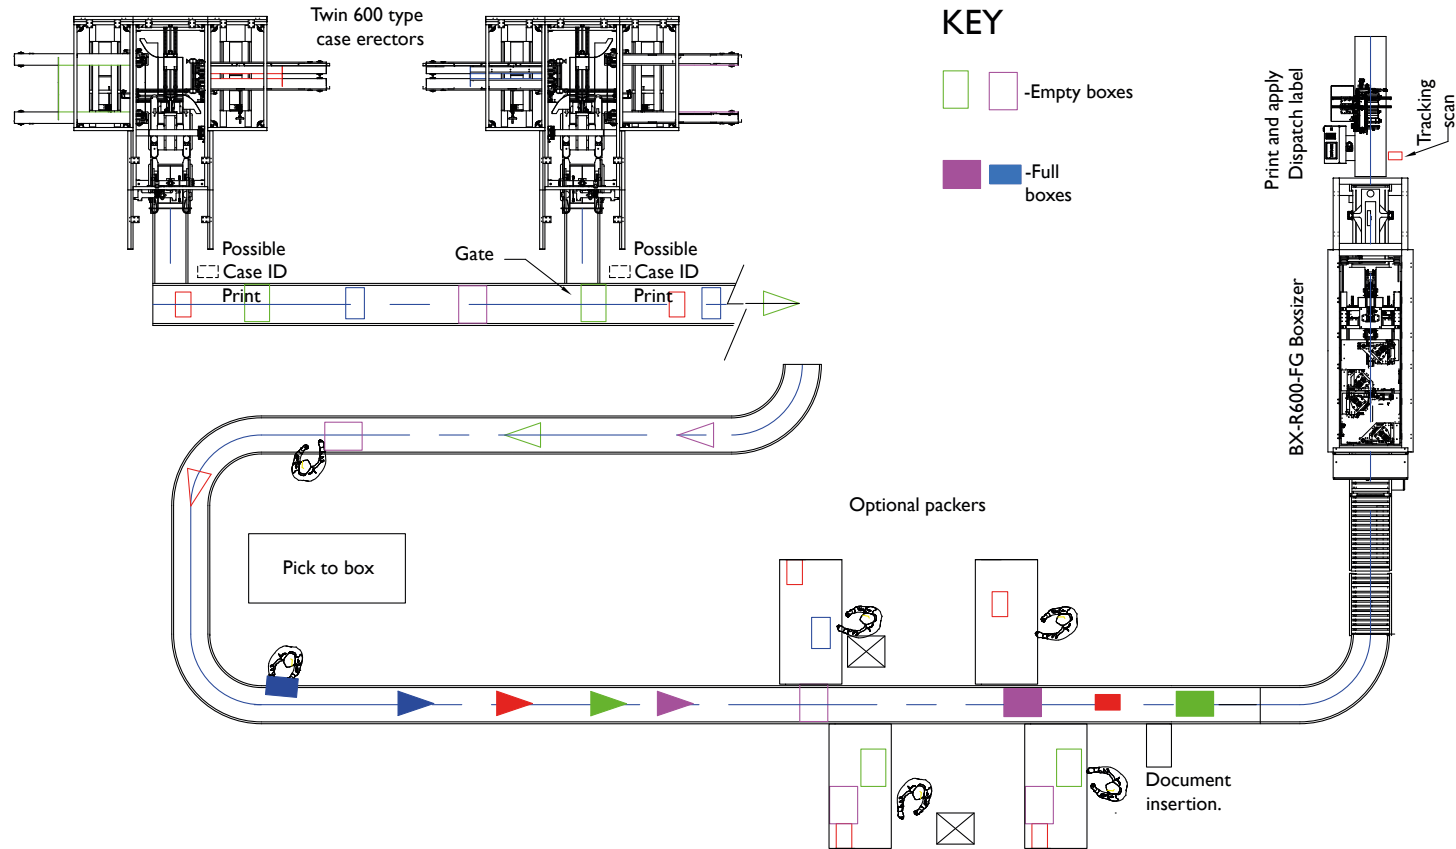 Twin 600 type
case erectors
KEY
-Empty boxes
-Full
boxes
Print and apply
Dispatch label
Tracking
scan
Possible
Case ID
Print
Gate
Possible
Case ID
Print
BX-R600-FG Boxsizer
Optional packers
Pick to box
Document
insertion.